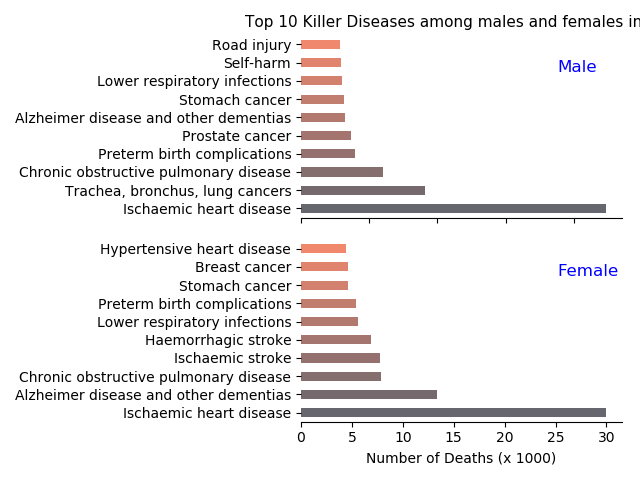 Top 10 Killer Diseases among males and females in
Road injury
Self-harm
Lower respiratory infections
Stomach cancer
Alzheimer disease and other dementias
Prostate cancer
Preterm birth complications
Chronic obstructive pulmonary disease
Trachea, bronchus, lung cancers
Ischaemic heart disease
Male
Hypertensive heart disease
Breast cancer
Stomach cancer
Preterm birth complications
Lower respiratory infections
Haemorrhagic stroke
Ischaemic stroke
Chronic obstructive pulmonary disease
Alzheimer disease and other dementias
Ischaemic heart disease
Female
0 5 10 15 20 25 30
Number of Deaths (x 1000)